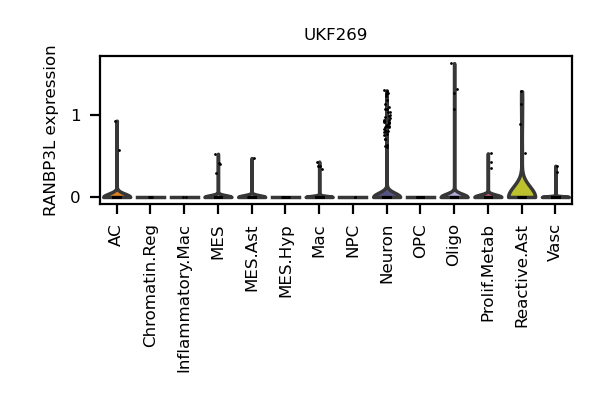 UKF269
RANBP3L expression
1
0
AC
Chromatin.Reg
Inflammatory.Mac
MES
MES.Ast
MES.Hyp
Mac
NPC
Neuron
OPC
Oligo
Prolif.Metab
Reactive.Ast
Vasc